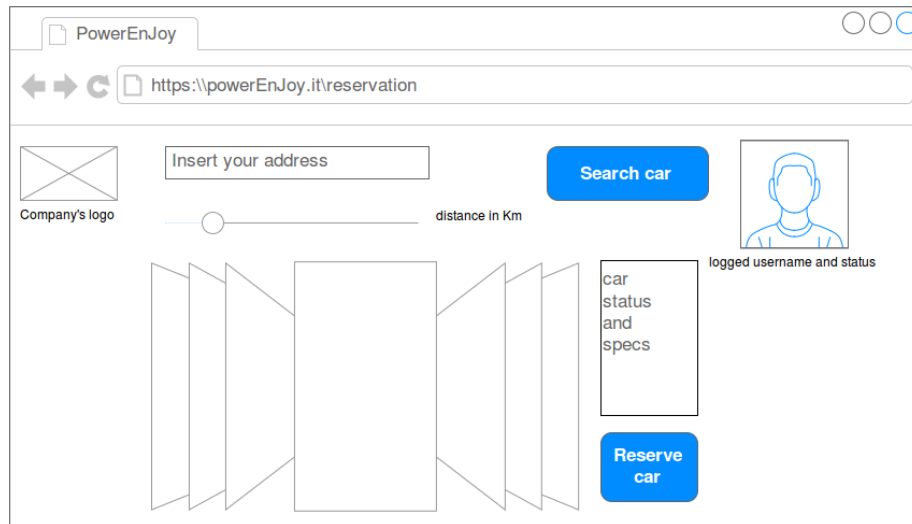 PowerEnJoy
https:\\powerEnJoy.it\reservation
Insert your address
Search car
Company's logo
distance in Km
logged username and status
car
status
and
specs
Reserve
car